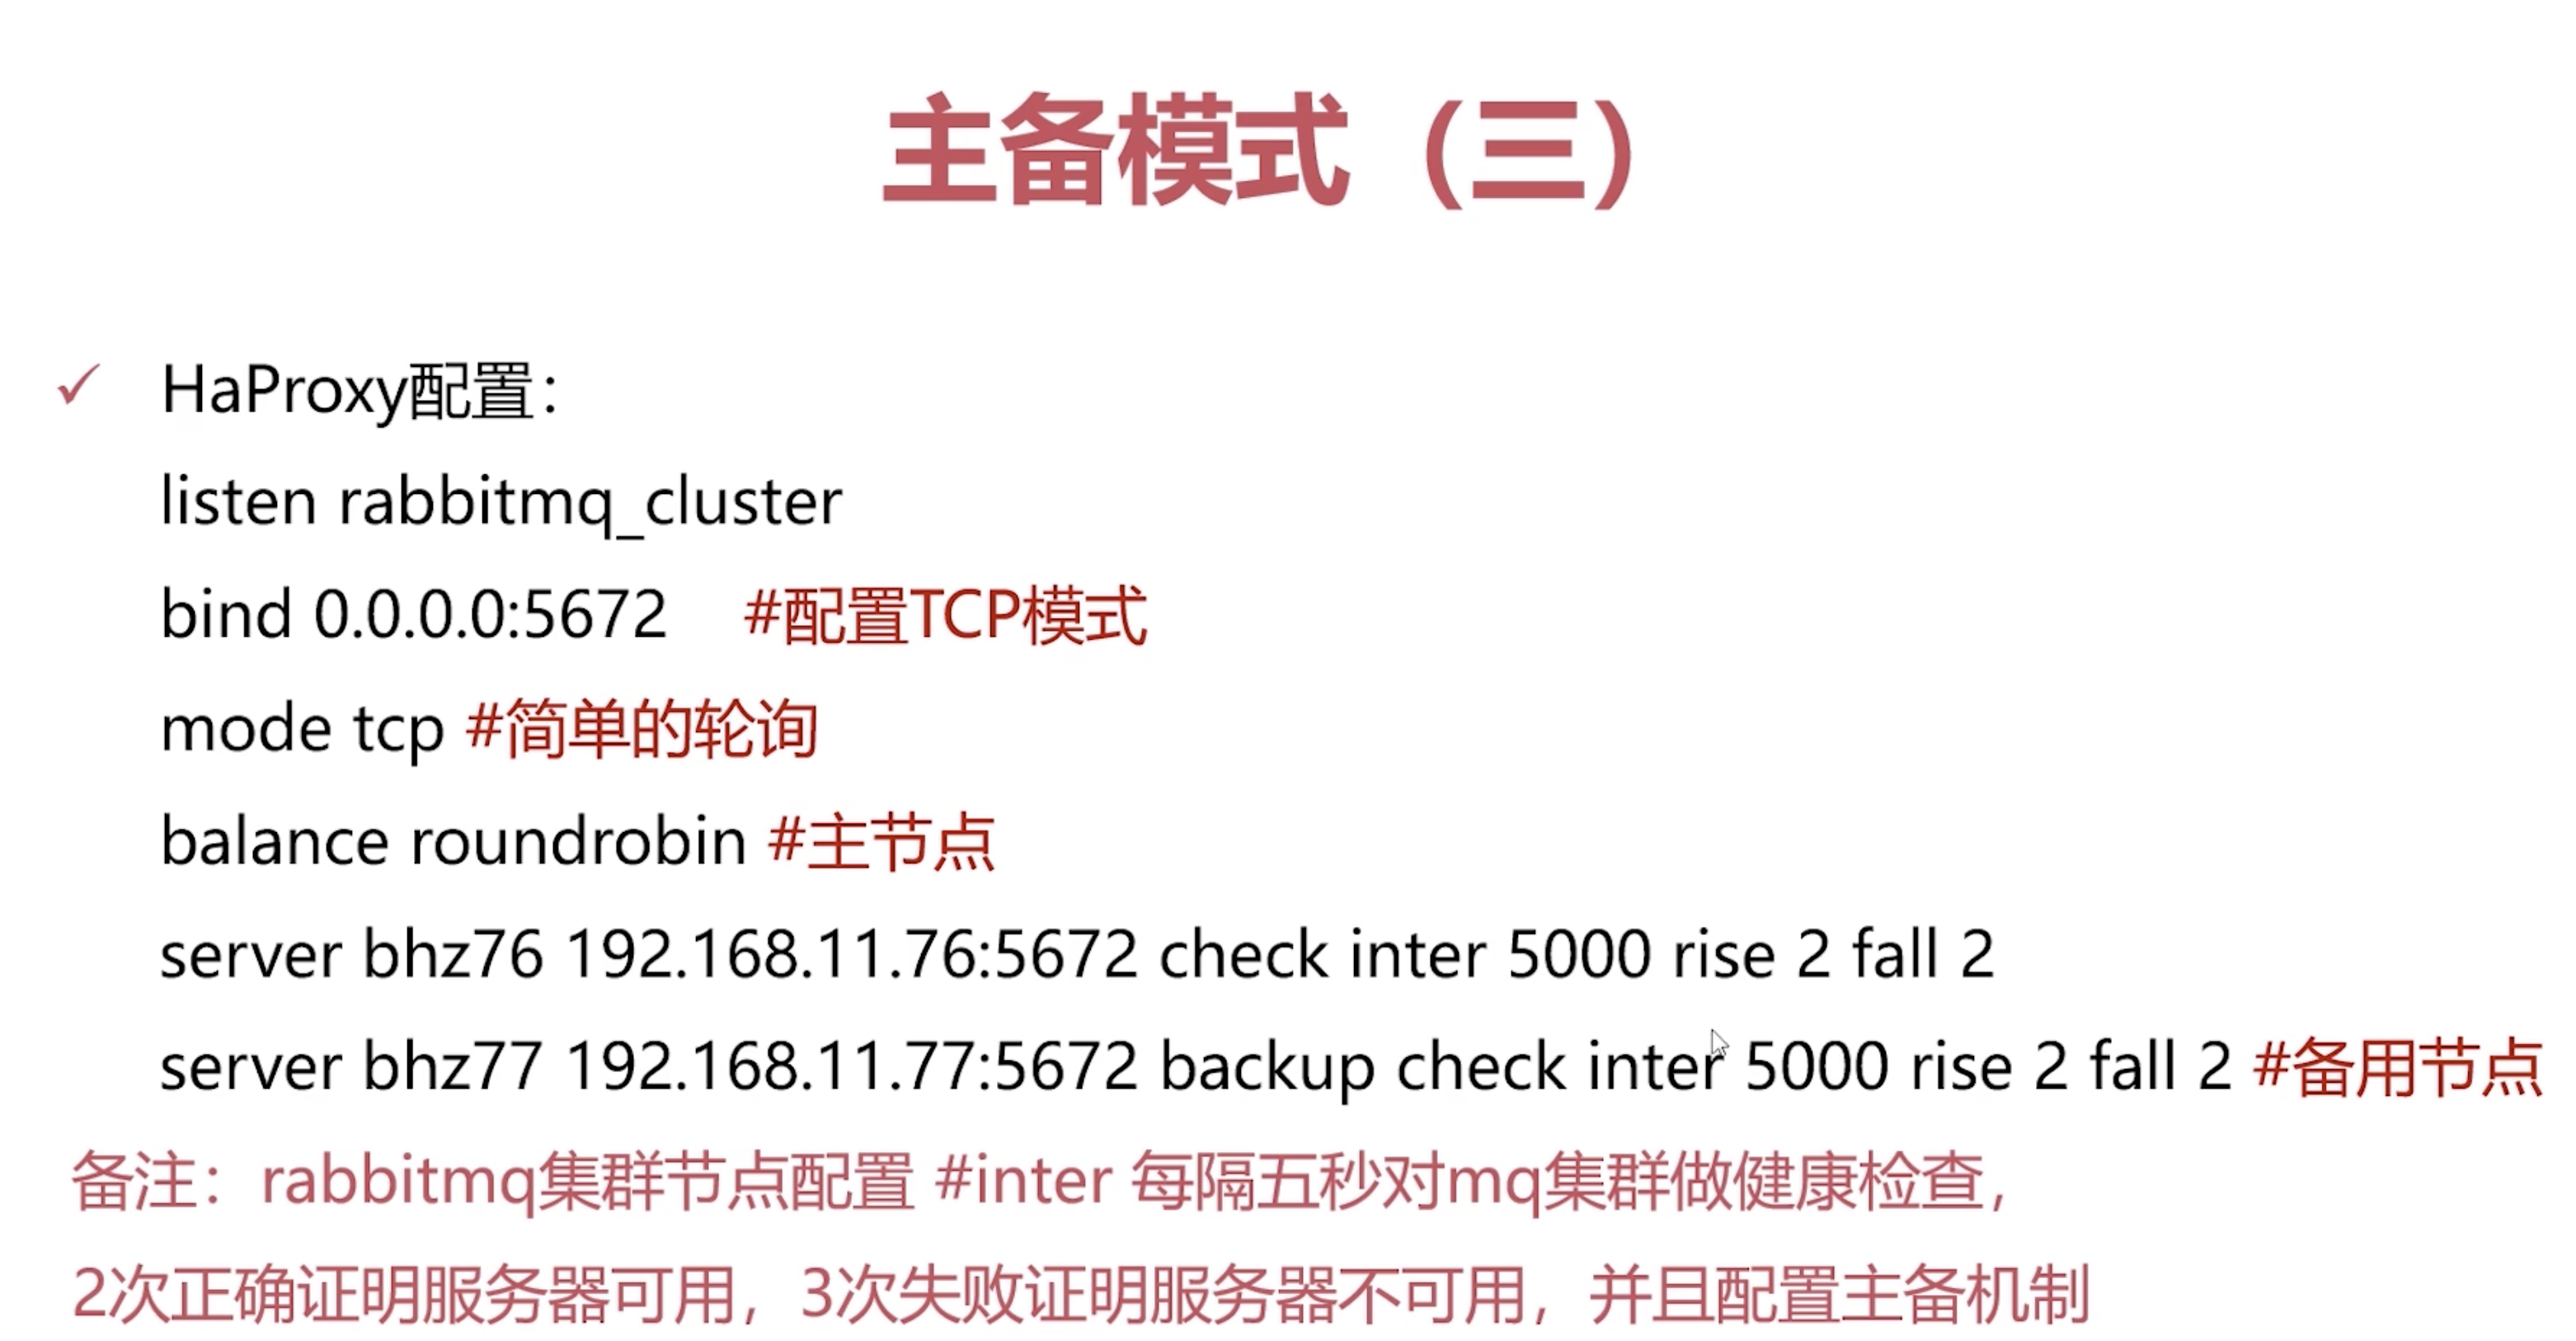 主备模式（三）
HaProxy配置：
listen rabbitmq_cluster
bind 0.0.0.0:5672 #配置TCP模式
mode tcp #简单的轮询
balance roundrobin #主节点
server bhz76 192.168.11.76:5672 check inter 5000 rise 2 fall 2
server bhz77 192.168.11.77:5672 backup check inter 5000 rise 2 fall 2 #备用节点
备注：rabbitmq集群节点配置 #inter 每隔五秒对mq集群做健康检查，
2次正确证明服务器可用，3次失败证明服务器不可用，并且配置主备机制